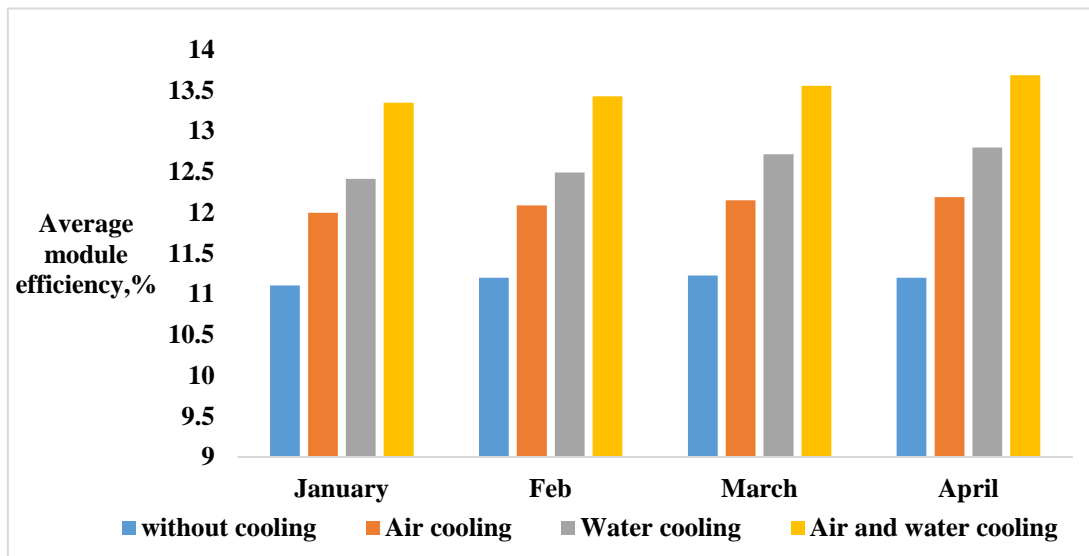 14
13.5
13
12.5
12
11.5
11
10.5
10
9.5
9
Average
module
efficiency,%
January Feb March April
without cooling Air cooling Water cooling Air and water cooling